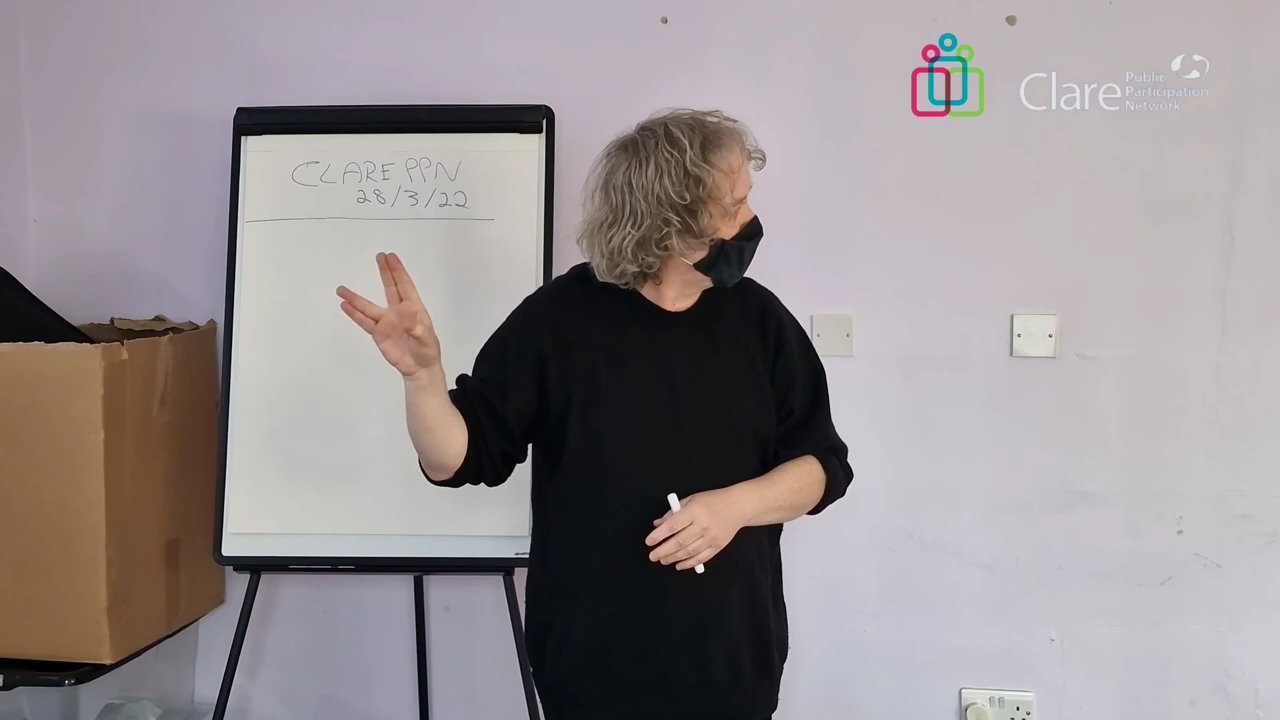 CLARE PPN
28/3/22
Clare
Public
Participation
Network